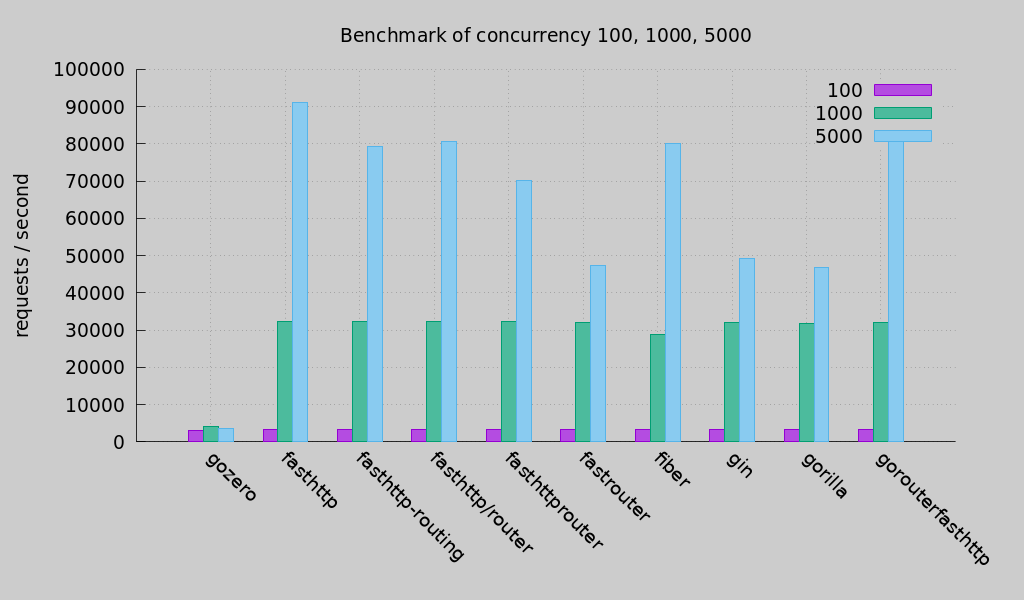 Benchmark of concurrency 100, 1000, 5000
100000
90000
80000
70000
60000
50000
40000
30000
20000
10000
0
requests / second
100
1000
5000
gozero
fasthttp
fasthttp-routing
fasthttp/router
fasthttprouter
fastrouter
fiber
gin
gorilla
gorouterfasthttp